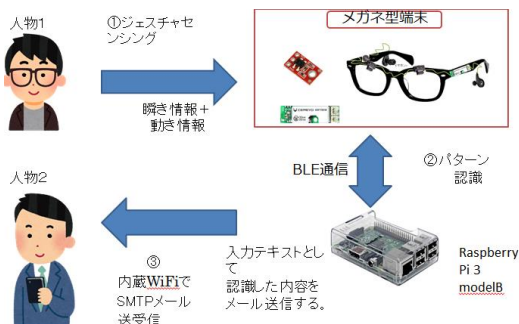 人物1
①ジェスチャセ
ンシング
メガネ型端末
瞬き情報＋
動き情報
BLE通信
②パターン
認識
人物2
③
内蔵WiFiで
SMTPメール
送受信
入力テキストとし
て
認識した内容を
メール送信する。
Raspberry
Pi 3
modelB